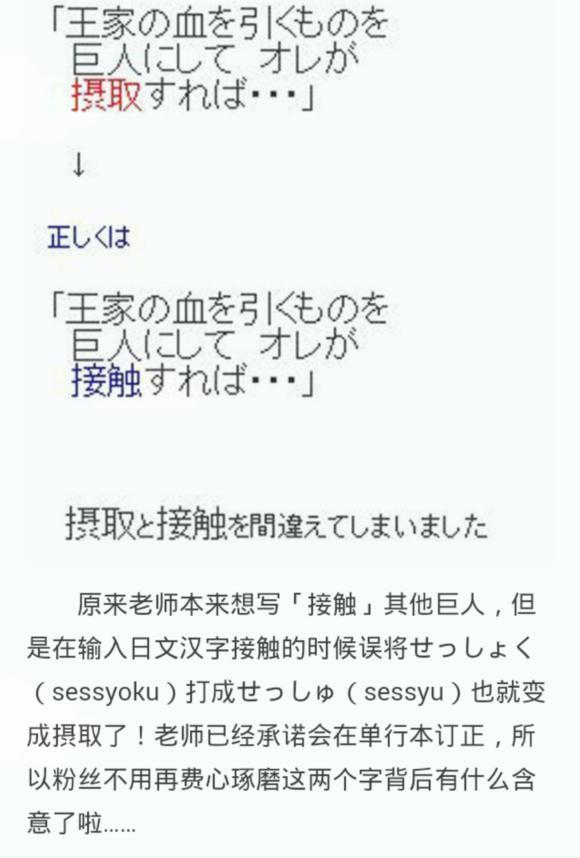 「王家の血を引くものを
巨人にして オレが
摂取すれば・・・」
↓
正しくは
「王家の血を引くものを
巨人にして オレが
接触すれば・・・」
摂取と接触を間違えてしまいました
原来老师本来想写「接触」其他巨人，但
是在输入日文汉字接触的时候误将せっしょく
（sessyoku）打成せっしゅ（sessyu）也就变
成摂取了！老师已经承诺会在单行本订正，所
以粉丝不用再费心琢磨这两个字背后有什么含
意了啦……